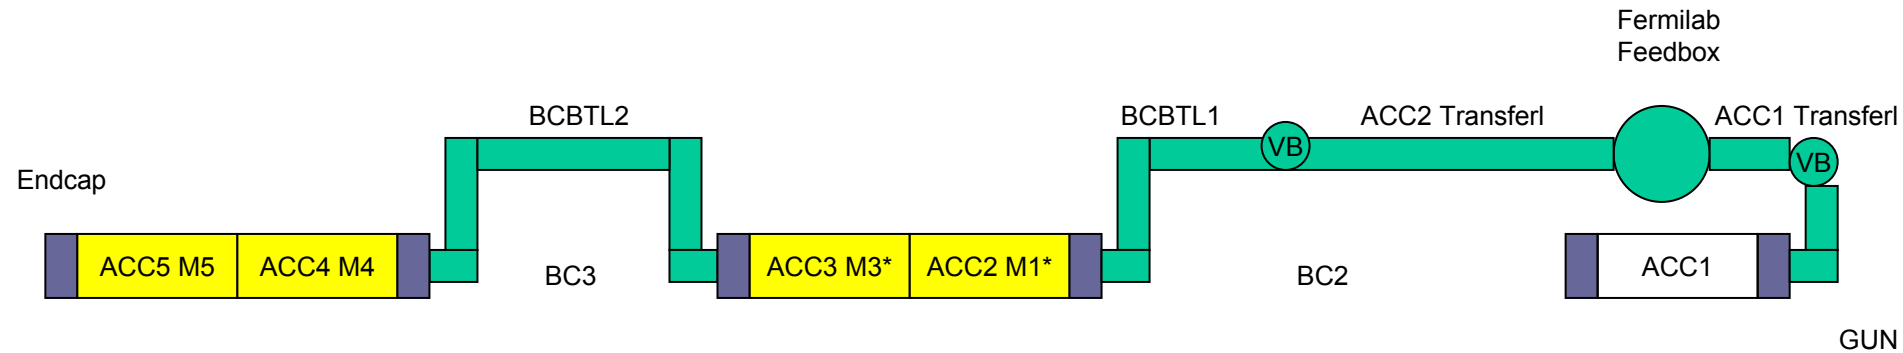 Fermilab
Feedbox
BCBTL2
BCBTL1
ACC2 Transferl
ACC1 Transferl
VB
VB
Endcap
ACC5 M5
ACC4 M4
BC3
ACC3 M3*
ACC2 M1*
BC2
ACC1
GUN